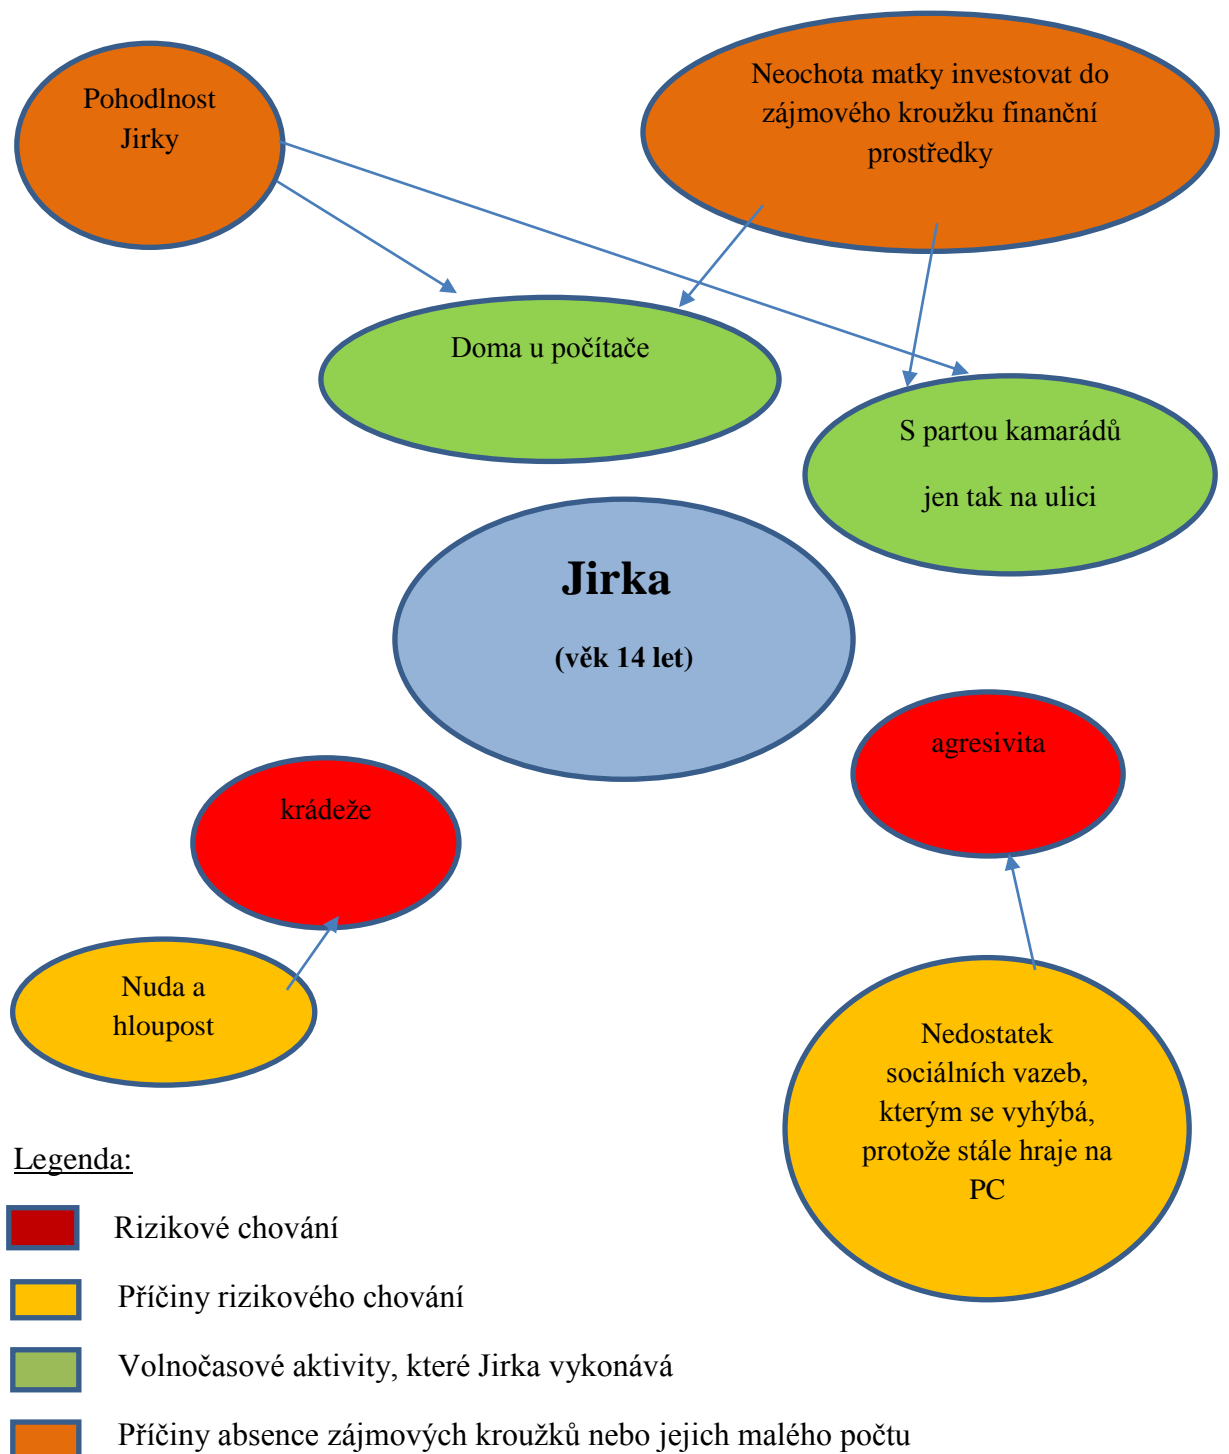 Pohodlnost
Jirky
Neochota matky investovat do
zájmového kroužku finanční
prostředky
Doma u počítače
S partou kamarádů
jen tak na ulici
Jirka
(věk 14 let)
agresivita
krádeže
Nuda a
hloupost
Nedostatek
sociálních vazeb,
kterým se vyhýbá,
protože stále hraje na
PC
Legenda:
Rizikové chování
Příčiny rizikového chování
Volnočasové aktivity, které Jirka vykonává
Příčiny absence zájmových kroužků nebo jejich malého počtu